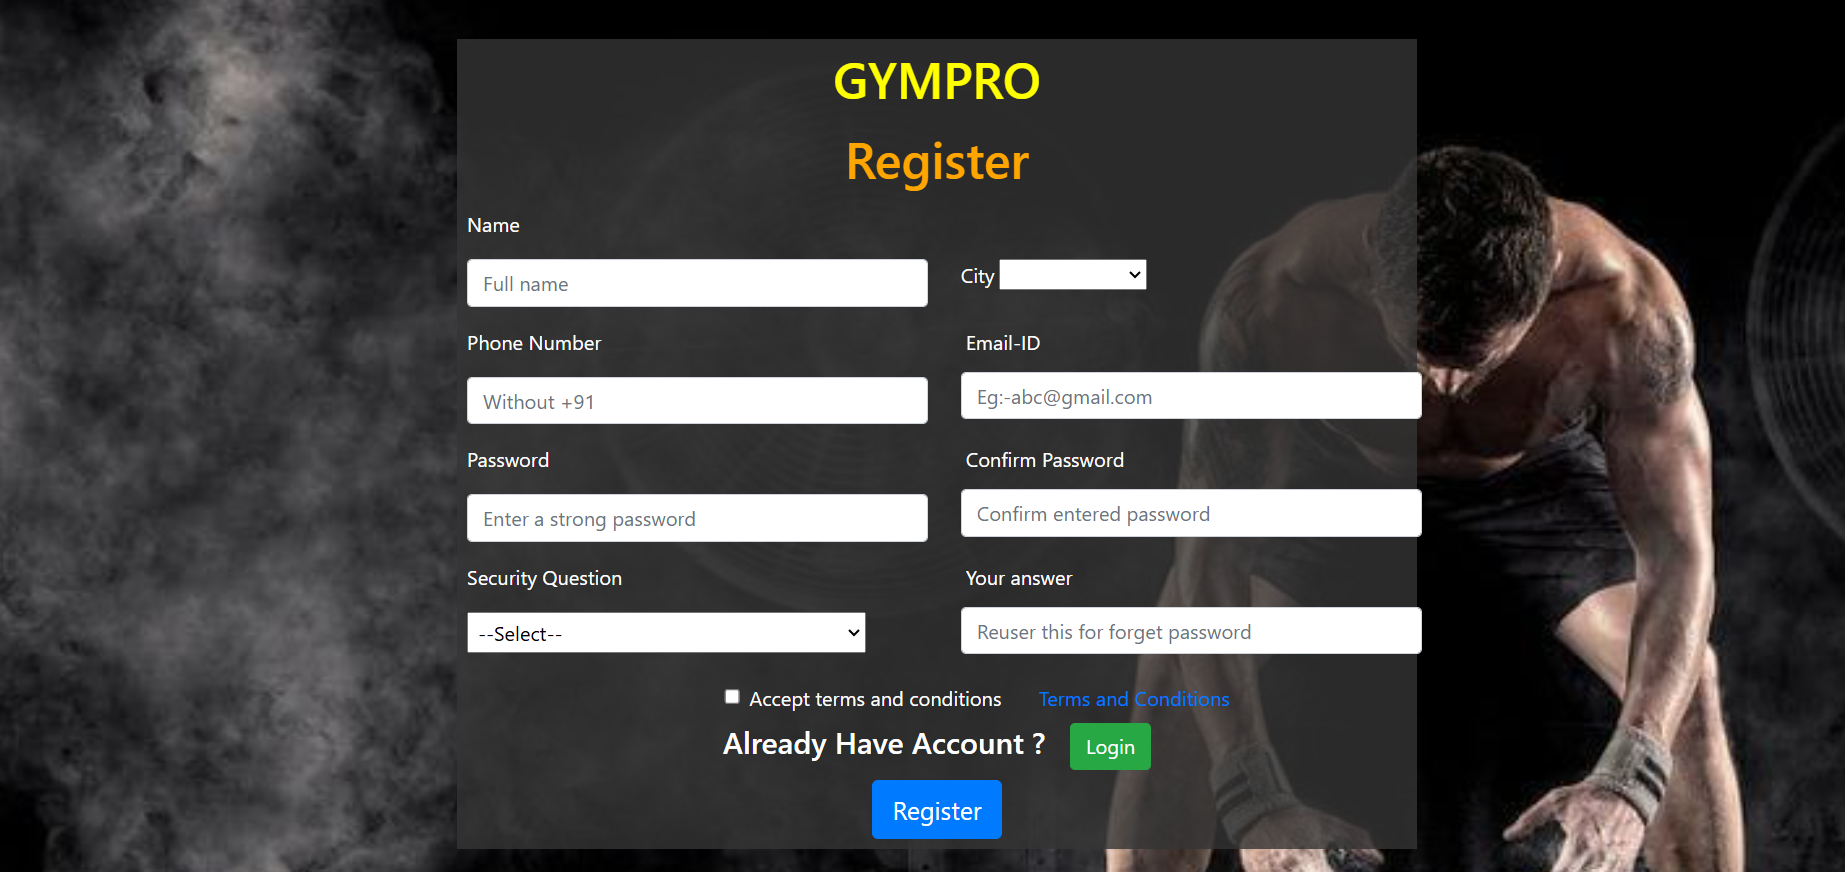 GYMPRO
Register
Name
Full name
City
Phone Number
Email-ID
Without +91
Eg:-abc@gmail.com
Password
Confirm Password
Enter a strong password
Confirm entered password
Security Question
Your answer
--Select--
Reuser this for forget password
Accept terms and conditions Terms and Conditions
Already Have Account ? Login
Register